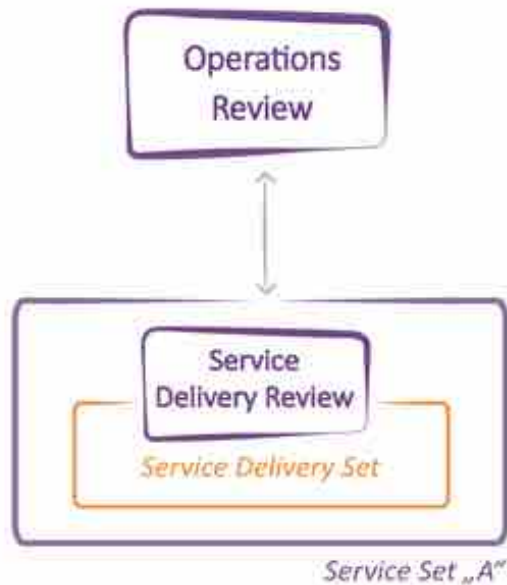 Operations
Review
Service
Delivery Review
Service Delivery Set
Service Set „A"